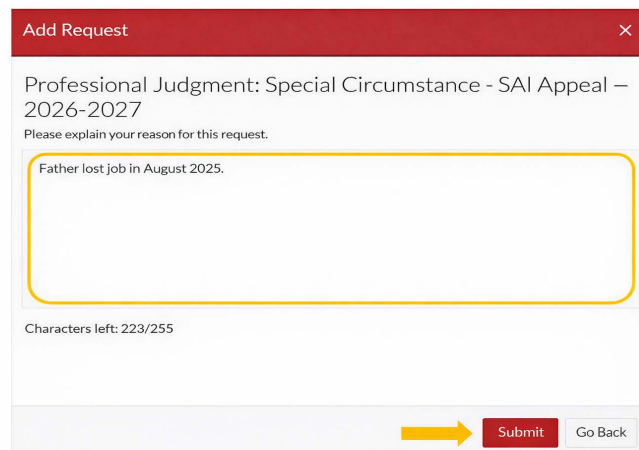 Add Request ×
Professional Judgment: Special Circumstance - SAI Appeal –
2026-2027
Please explain your reason for this request.
Father lost job in August 2025.
Characters left: 223/255
Submit Go Back